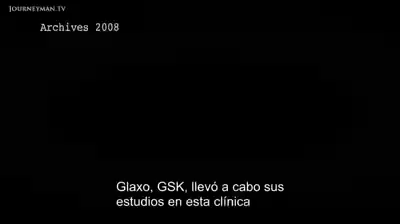 JOURNEYMAN.TV
Archives 2008
Glaxo, GSK, llevó a cabo sus
estudios en esta clínica